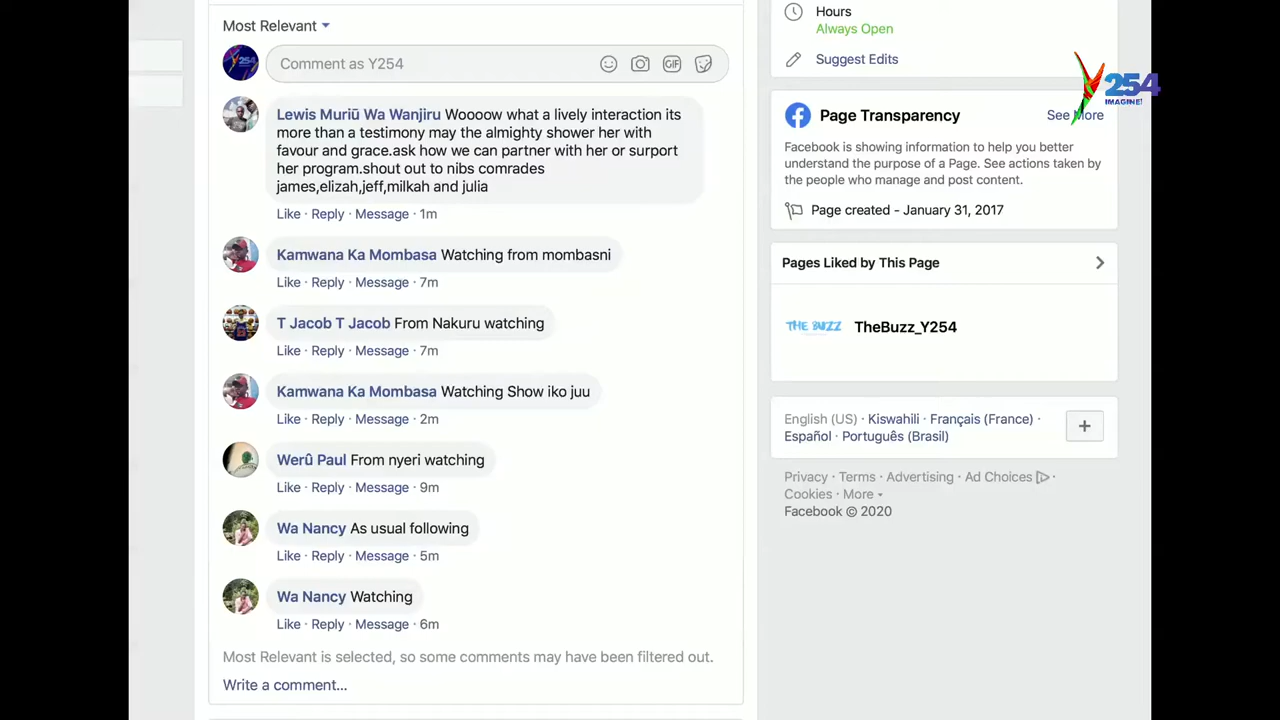 Most Relevant
Comment as Y254
GIF
Lewis Muriũ Wa Wanjiru Woooow what a lively interaction its
more than a testimony may the almighty shower her with
favour and grace.ask how we can partner with her or surport
her program.shout out to nibs comrades
james,elizah,jeff,milkah and julia
Like · Reply · Message · 1m
Kamwana Ka Mombasa Watching from mombasni
Like · Reply · Message · 7m
T Jacob T Jacob From Nakuru watching
Like · Reply · Message · 7m
Kamwana Ka Mombasa Watching Show iko juu
Like · Reply · Message · 2m
Werû Paul From nyeri watching
Like · Reply · Message · 9m
Wa Nancy As usual following
Like · Reply · Message · 5m
Wa Nancy Watching
Like · Reply · Message · 6m
Most Relevant is selected, so some comments may have been filtered out.
Write a comment...
Hours
Always Open
Suggest Edits
Y254
IMAGINE!
Page Transparency
See More
Facebook is showing information to help you better
understand the purpose of a Page. See actions taken by
the people who manage and post content.
Page created - January 31, 2017
Pages Liked by This Page
THE BUZZ
TheBuzz_Y254
English (US) · Kiswahili · Français (France) ·
Español · Português (Brasil)
Privacy · Terms · Advertising · Ad Choices ·
Cookies · More
Facebook © 2020